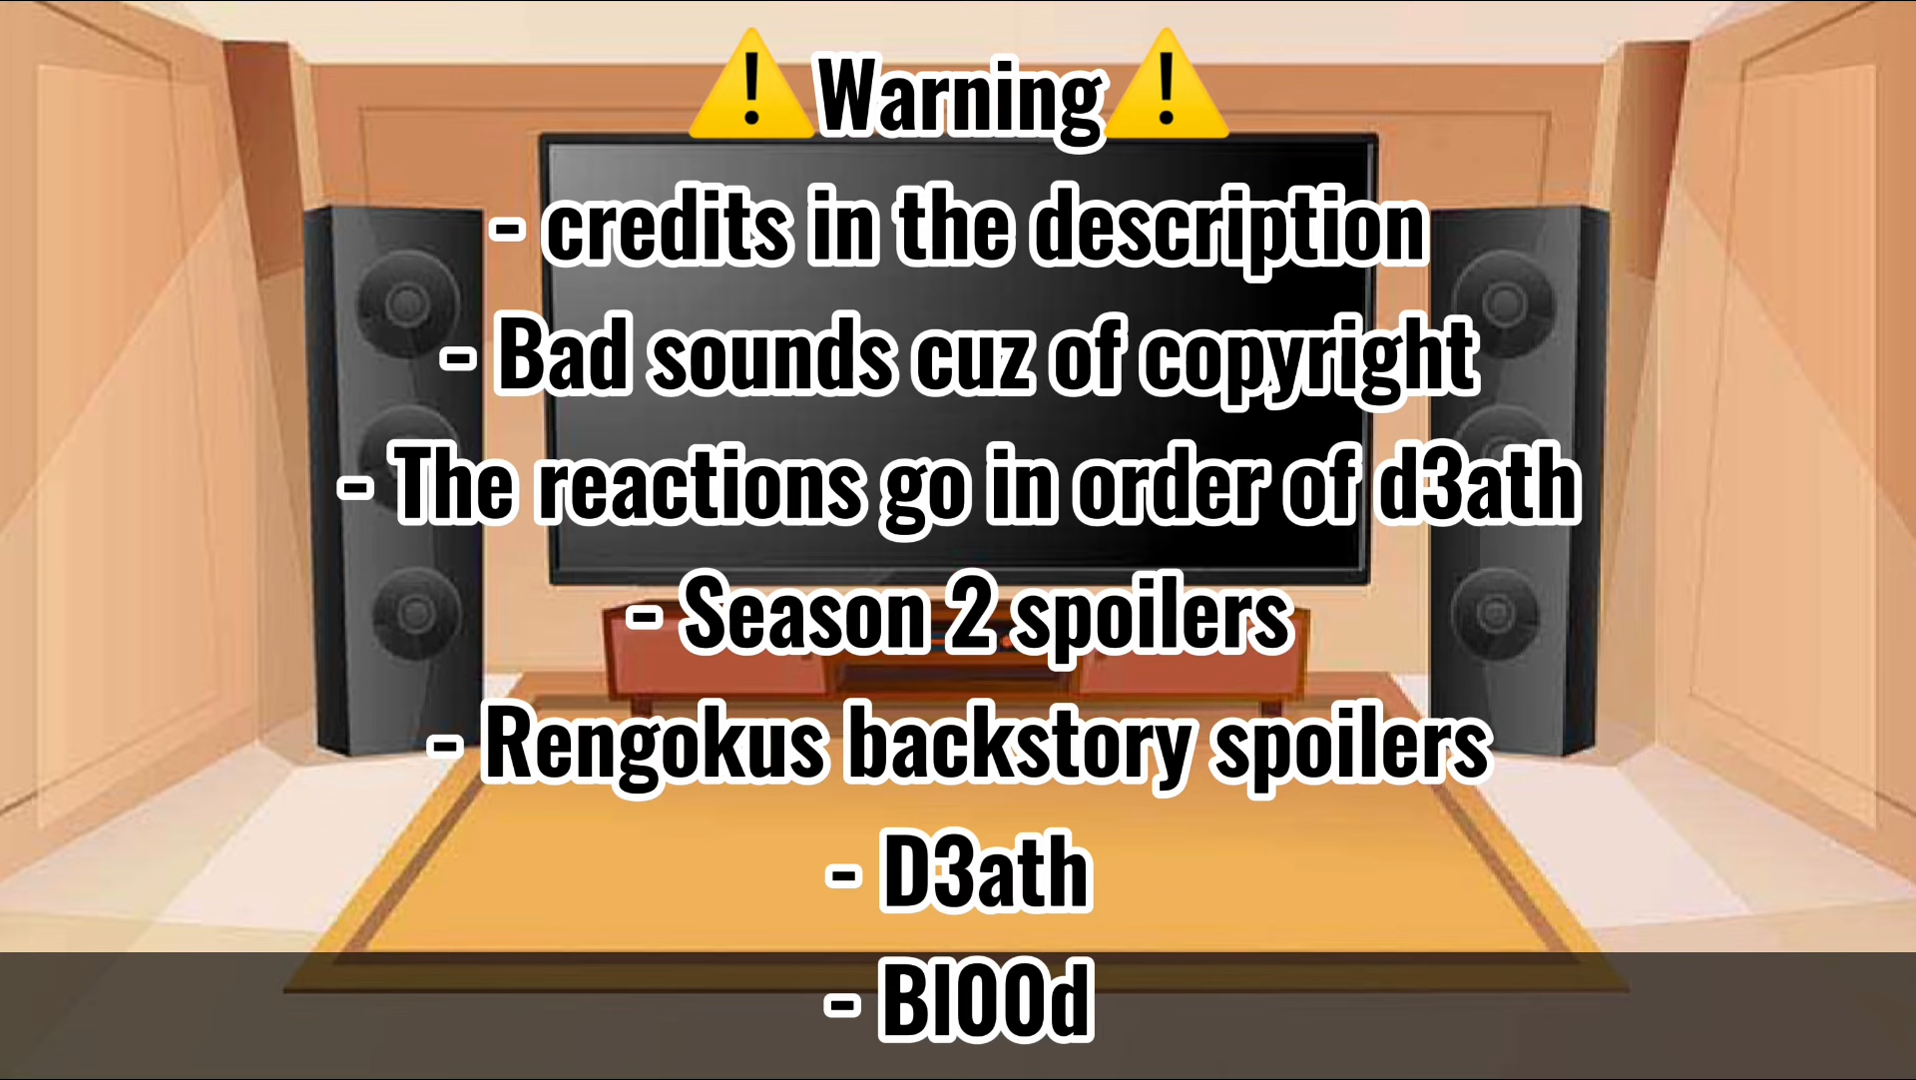 ⚠️Warning⚠️
- credits in the description
- Bad sounds cuz of copyright
- The reactions go in order of d3ath
- Season 2 spoilers
- Rengokus backstory spoilers
- D3ath
- Bl00d